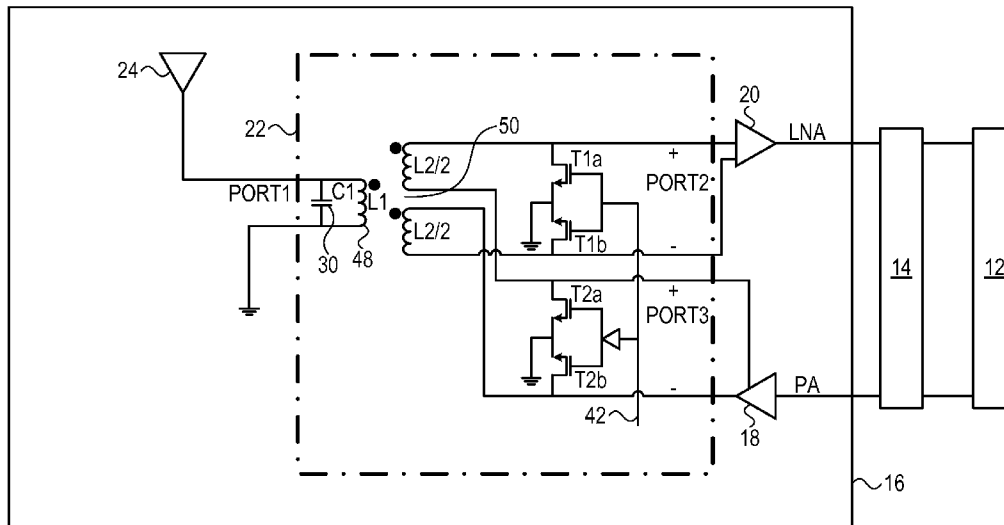 24
22
50
20
LNA
L2/2
T1a
+
PORT2
PORT1
C1
L1
L2/2
T1b
-
30
48
14
12
T2a
+
PORT3
T2b
-
PA
42
18
16